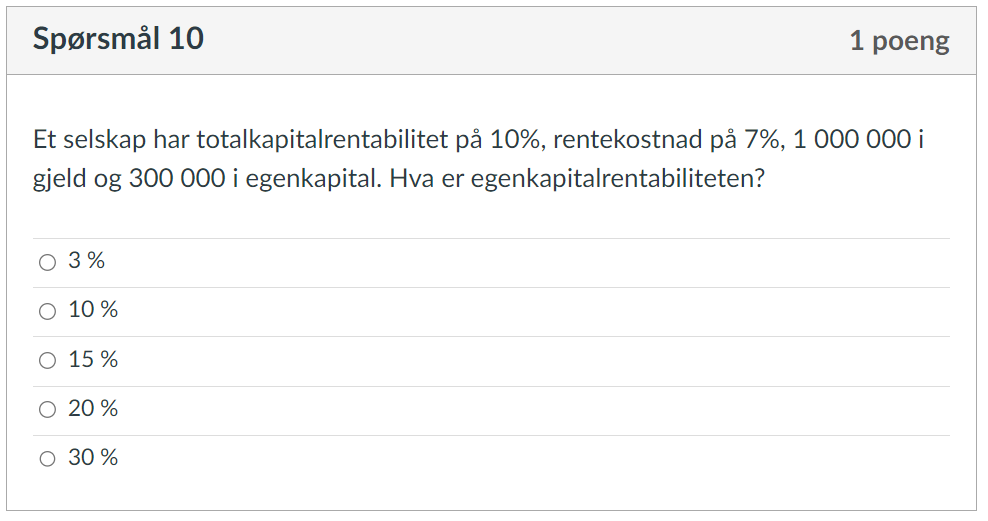 Spørsmål 10
1 poeng
Et selskap har totalkapitalrentabilitet på 10%, rentekostnad på 7%, 1 000 000 i
gjeld og 300 000 i egenkapital. Hva er egenkapitalrentabiliteten?
3 %
10 %
15 %
20 %
30 %